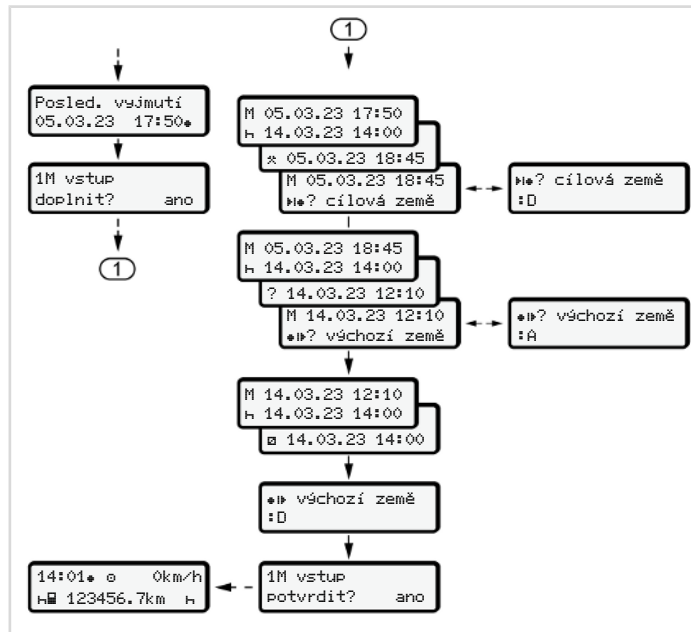 1
Posled. vyjmutí
05.03.23 17:50
1M vstup
doplnit? ano
1
M 05.03.23 17:50
14.03.23 14:00
05.03.23 18:45
M 05.03.23 18:45
? cílová země
? cílová země
:D
M 05.03.23 18:45
14.03.23 14:00
? 14.03.23 12:10
M 14.03.23 12:10
? výchozí země
? výchozí země
:A
M 14.03.23 12:10
14.03.23 14:00
14.03.23 14:00
výchozí země
:D
1M vstup
potvrdit? ano
14:01 0km/h
123456.7km